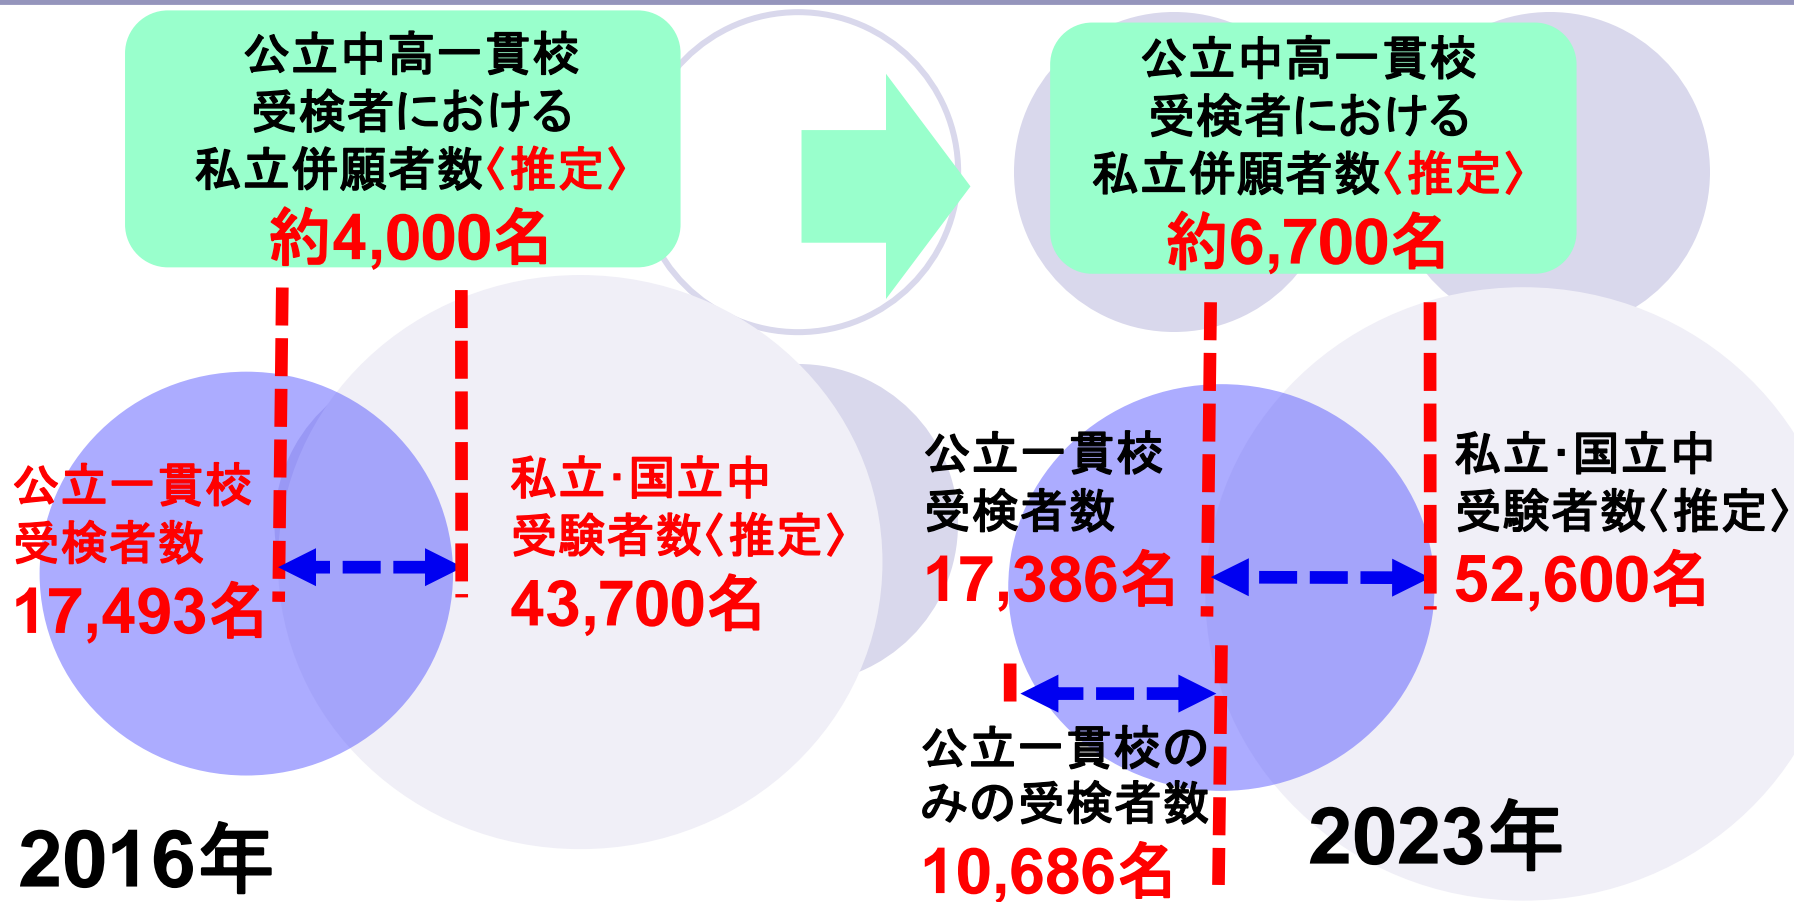 公立中高一貫校
受検者における
私立併願者数〈推定〉
約4,000名
公立中高一貫校
受検者における
私立併願者数〈推定〉
約6,700名
公立一貫校
受検者数
17,493名
私立・国立中
受験者数〈推定〉
43,700名
公立一貫校
受検者数
17,386名
私立・国立中
受験者数〈推定〉
52,600名
公立一貫校の
みの受検者数
10,686名
2016年
2023年